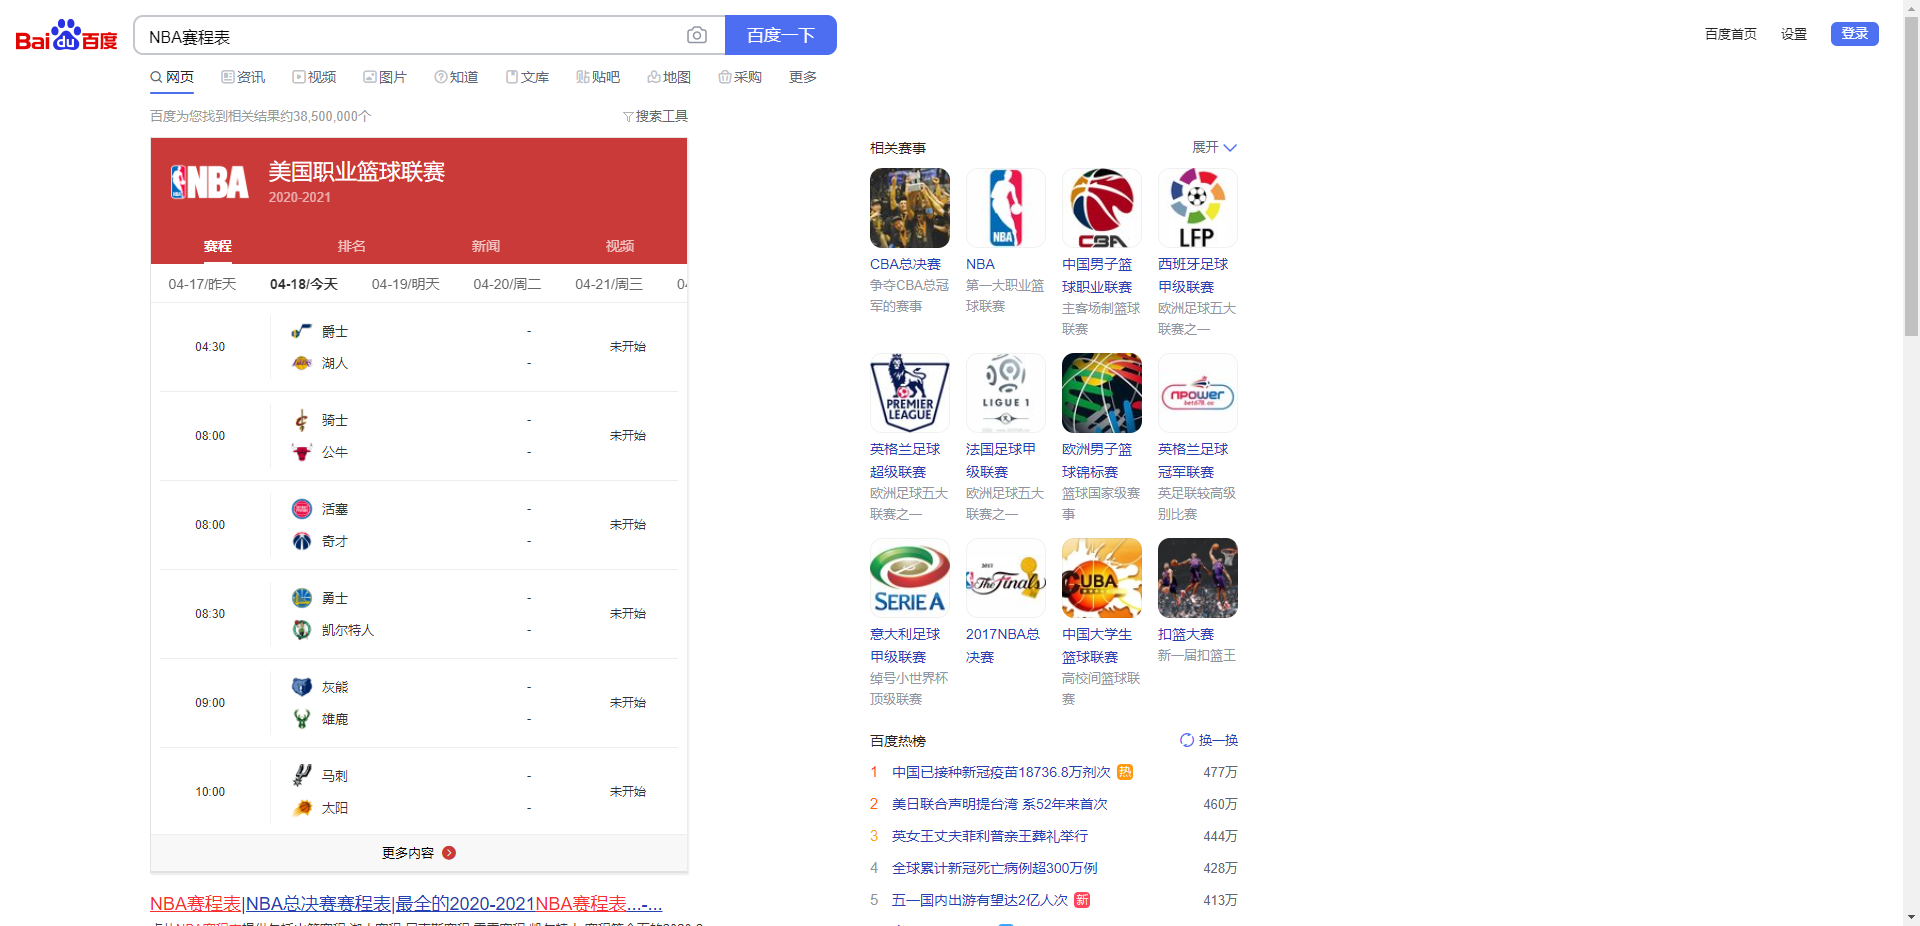 Bai du 百度
NBA赛程表
百度一下
百度首页 设置 登录
网页 资讯 视频 图片 知道 文库 贴吧 地图 采购 更多
百度为您找到相关结果约38,500,000个
搜索工具
NBA
美国职业篮球联赛
2020-2021
赛程 排名 新闻 视频
04-17/昨天 04-18/今天 04-19/明天 04-20/周二 04-21/周三
04:30 爵士 - 湖人 - 未开始
08:00 骑士 - 公牛 - 未开始
08:00 活塞 - 奇才 - 未开始
08:30 勇士 - 凯尔特人 - 未开始
09:00 灰熊 - 雄鹿 - 未开始
10:00 马刺 - 太阳 - 未开始
更多内容
NBA赛程表|NBA总决赛赛程表|最全的2020-2021NBA赛程表...-...
相关赛事
展开
NBA
CBA
LFP
CBA总决赛
争夺CBA总冠
军的赛事
NBA
第一大职业篮
球联赛
中国男子篮
球职业联赛
主客场制篮球
联赛
西班牙足球
甲级联赛
欧洲足球五大
联赛之一
PREMIER
LEAGUE
LIGUE 1
npower
英格兰足球
超级联赛
欧洲足球五大
联赛之一
法国足球甲
级联赛
欧洲足球五大
联赛之一
欧洲男子篮
球锦标赛
篮球国家级赛
事
英格兰足球
冠军联赛
英足联较高级
别比赛
SERIE A
2017
The Finals
CUBA
意大利足球
甲级联赛
绰号小世界杯
顶级联赛
2017NBA总
决赛
中国大学生
篮球联赛
高校间篮球联
赛
扣篮大赛
新一届扣篮王
百度热榜
换一换
1 中国已接种新冠疫苗18736.8万剂次 热 477万
2 美日联合声明提台湾 系52年来首次 460万
3 英女王丈夫菲利普亲王葬礼举行 444万
4 全球累计新冠死亡病例超300万例 428万
5 五一国内出游有望达2亿人次 新 413万